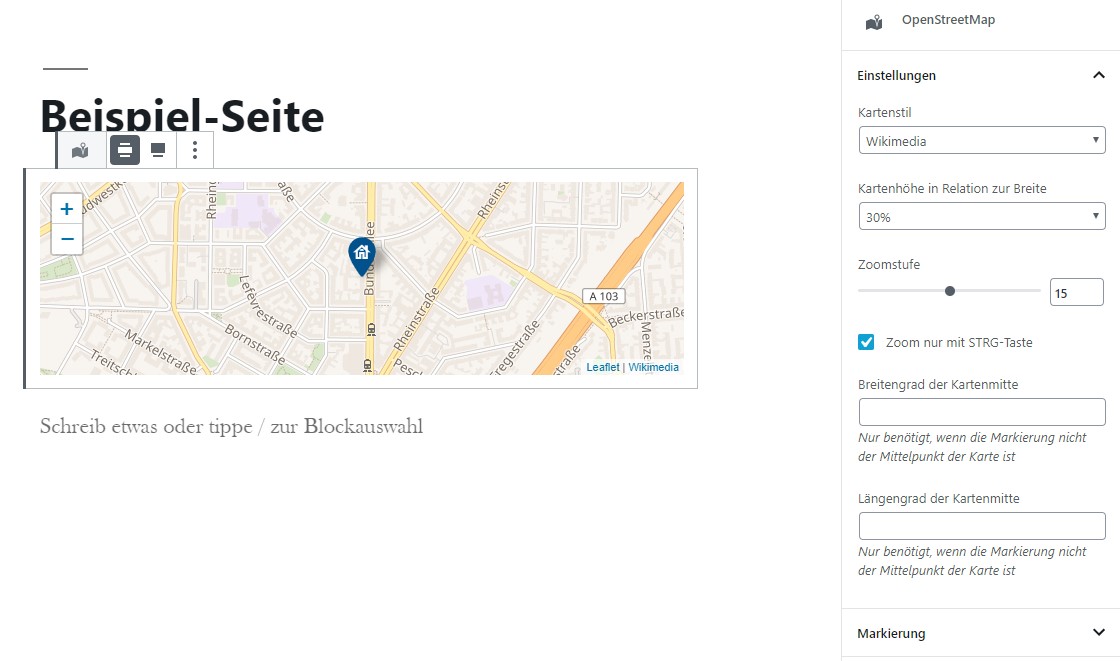 Beispiel-Seite
+
−
Rhein
Rheins
Lefèvrestraße
Bornstraße
Markelstraße
Rheinstraße
A 103
Beckerstraße
Menze
Leaflet | Wikimedia
Schreib etwas oder tippe / zur Blockauswahl
OpenStreetMap
Einstellungen
Kartenstil
Wikimedia
Kartenhöhe in Relation zur Breite
30%
Zoomstufe
15
Zoom nur mit STRG-Taste
Breitengrad der Kartenmitte
Nur benötigt, wenn die Markierung nicht
der Mittelpunkt der Karte ist
Längengrad der Kartenmitte
Nur benötigt, wenn die Markierung nicht
der Mittelpunkt der Karte ist
Markierung